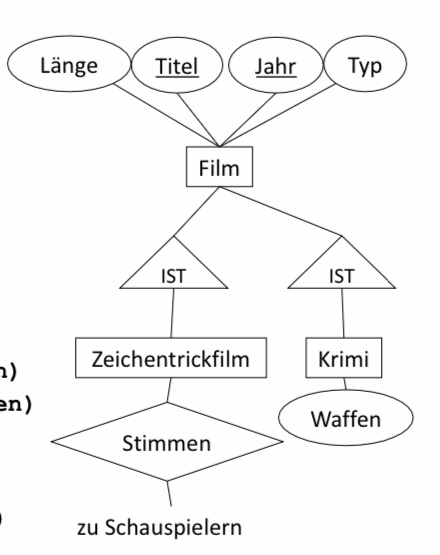 Länge Titel Jahr Typ
Film
IST IST
Zeichentrickfilm Krimi
n)
en)
Waffen
Stimmen
)
zu Schauspielern